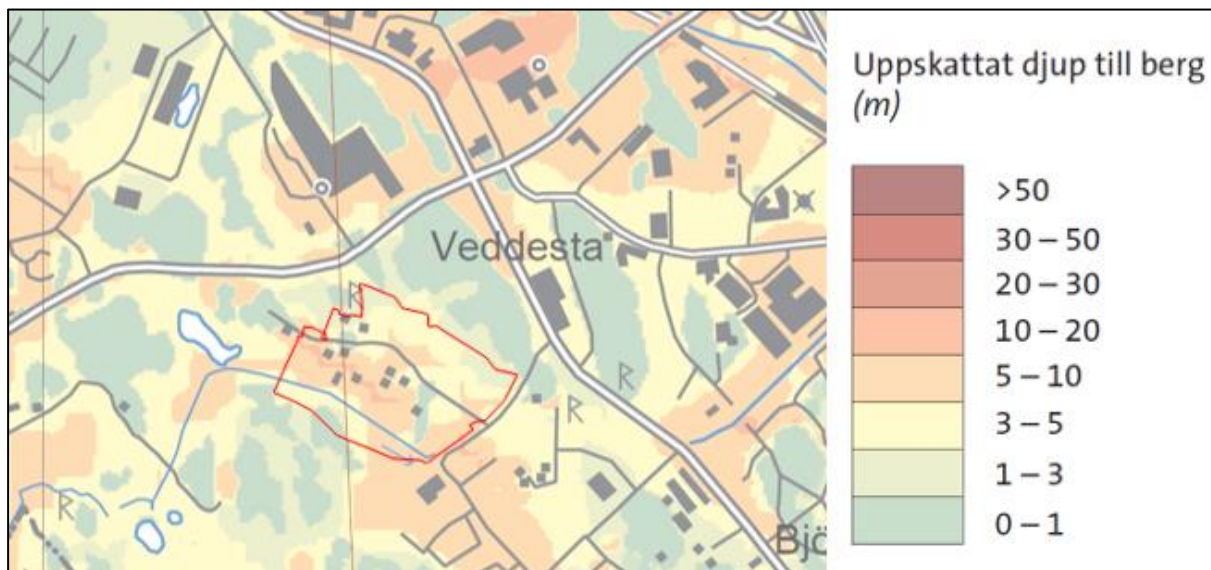 Veddesta
R
R
R
R
Bjö
Uppskattat djup till berg
(m)
>50
30 – 50
20 – 30
10 – 20
5 – 10
3 – 5
1 – 3
0 – 1